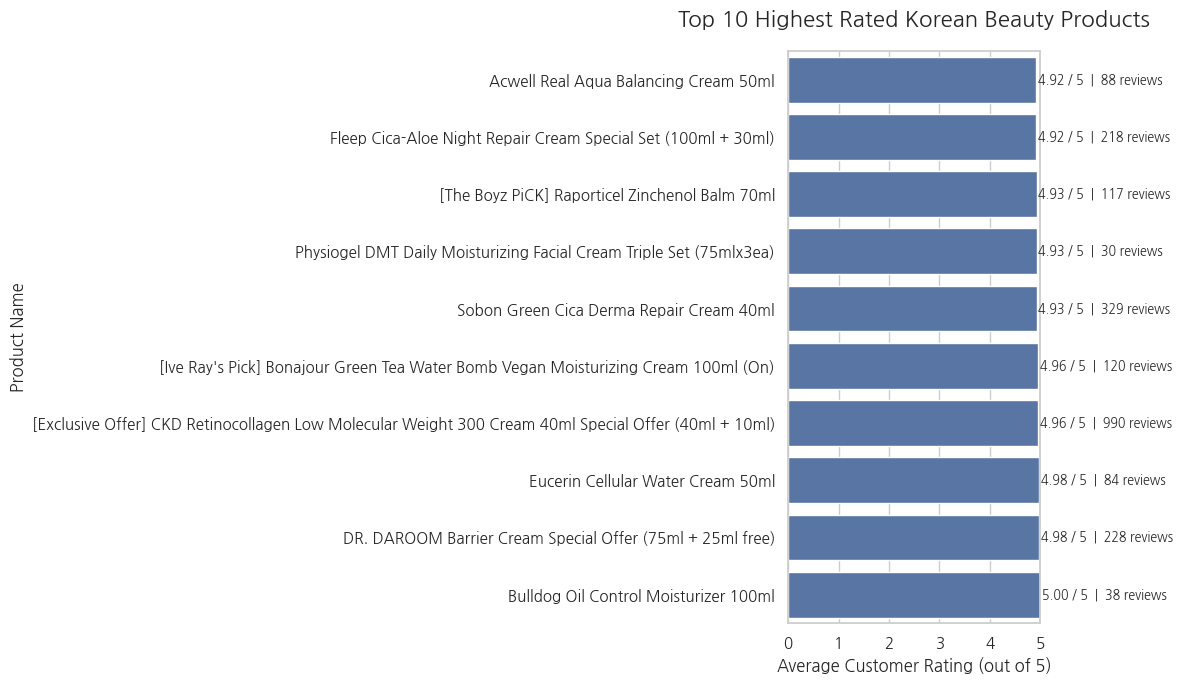 Top 10 Highest Rated Korean Beauty Products
Acwell Real Aqua Balancing Cream 50ml 4.92 / 5 | 88 reviews
Fleep Cica-Aloe Night Repair Cream Special Set (100ml + 30ml) 4.92 / 5 | 218 reviews
[The Boyz PiCK] Raporticel Zinchenol Balm 70ml 4.93 / 5 | 117 reviews
Physiogel DMT Daily Moisturizing Facial Cream Triple Set (75mlx3ea) 4.93 / 5 | 30 reviews
Sobon Green Cica Derma Repair Cream 40ml 4.93 / 5 | 329 reviews
[Ive Ray's Pick] Bonajour Green Tea Water Bomb Vegan Moisturizing Cream 100ml (On) 4.96 / 5 | 120 reviews
[Exclusive Offer] CKD Retinocollagen Low Molecular Weight 300 Cream 40ml Special Offer (40ml + 10ml) 4.96 / 5 | 990 reviews
Eucerin Cellular Water Cream 50ml 4.98 / 5 | 84 reviews
DR. DAROOM Barrier Cream Special Offer (75ml + 25ml free) 4.98 / 5 | 228 reviews
Bulldog Oil Control Moisturizer 100ml 5.00 / 5 | 38 reviews
Product Name
0 1 2 3 4 5
Average Customer Rating (out of 5)